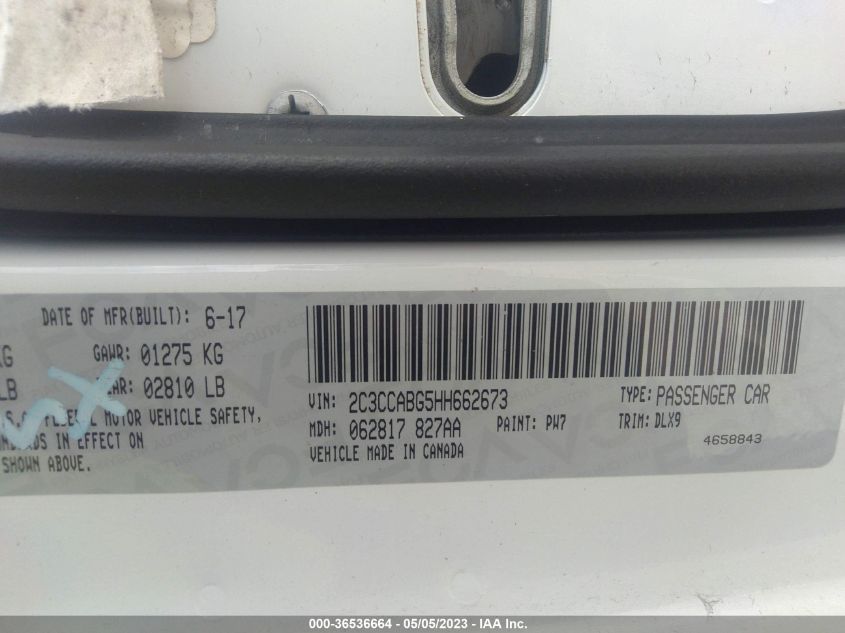 DATE OF MFR(BUILT): 6-17
KG GAWR: 01275 KG
LB 02810 LB
MOTOR VEHICLE SAFETY,
IN EFFECT ON
SHOWN ABOVE.
VIN: 2C3CCABG5HH662673 TYPE: PASSENGER CAR
MDH: 062817 827AA PAINT: PW7 TRIM: DLX9
VEHICLE MADE IN CANADA 4658843
000-36536664 - 05/05/2023 - IAA Inc.